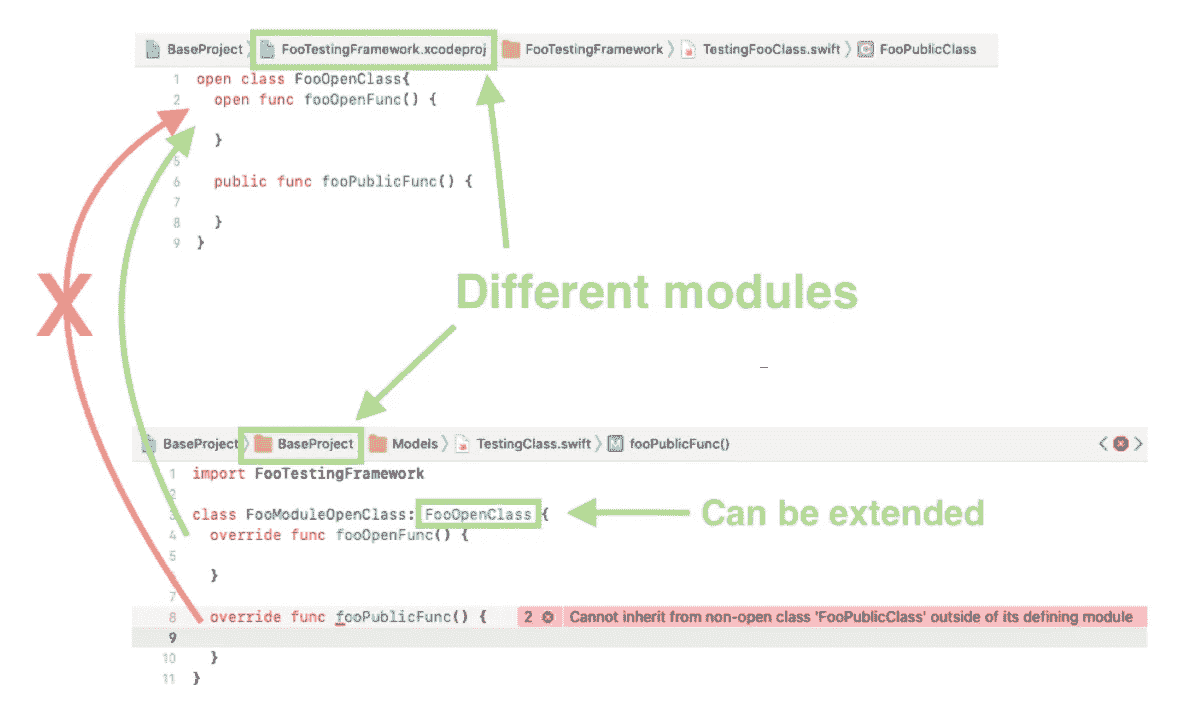 BaseProject FooTestingFramework.xcodeproj FooTestingFramework TestingFooClass.swift FooPublicClass
1 open class FooOpenClass{
2 open func fooOpenFunc() {
}
5
6 public func fooPublicFunc() {
7
8 }
9 }
X
Different modules
BaseProject BaseProject Models TestingClass.swift fooPublicFunc()
1 import FooTestingFramework
2
3 class FooModuleOpenClass: FooOpenClass {
Can be extended
4 override func fooOpenFunc() {
5
}
7
8 override func fooPublicFunc() { 2 Cannot inherit from non-open class 'FooPublicClass' outside of its defining module
9
10 }
11 }